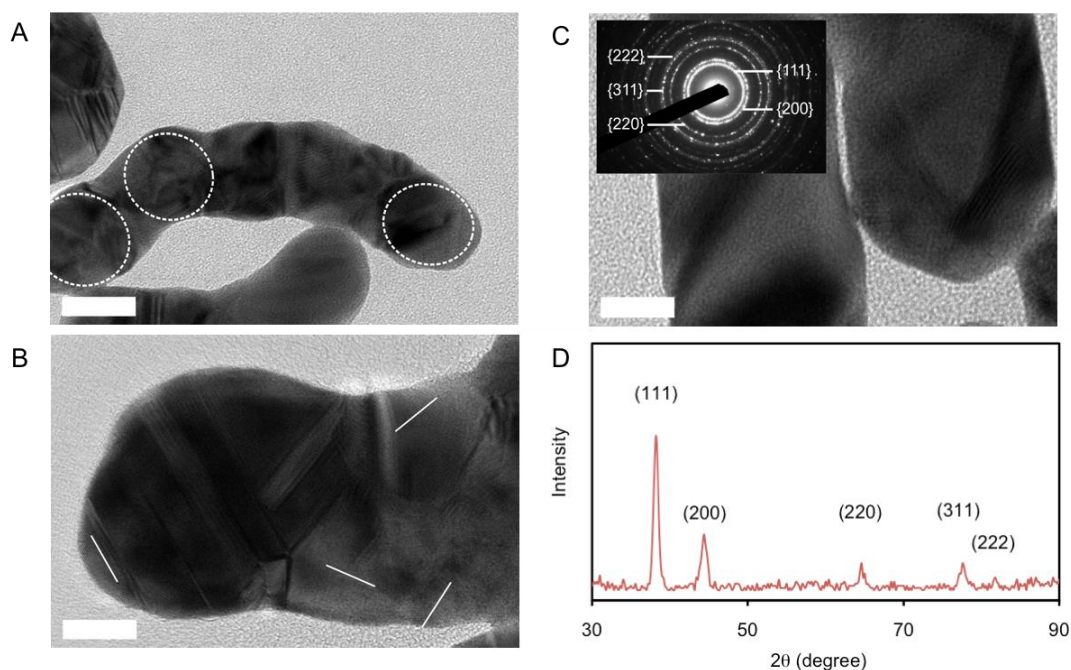 A
B
C
{222}
{311}
{220}
{111}
{200}
D
(111)
(200)
(220)
(311)
(222)
Intensity
30
50
70
90
2θ (degree)